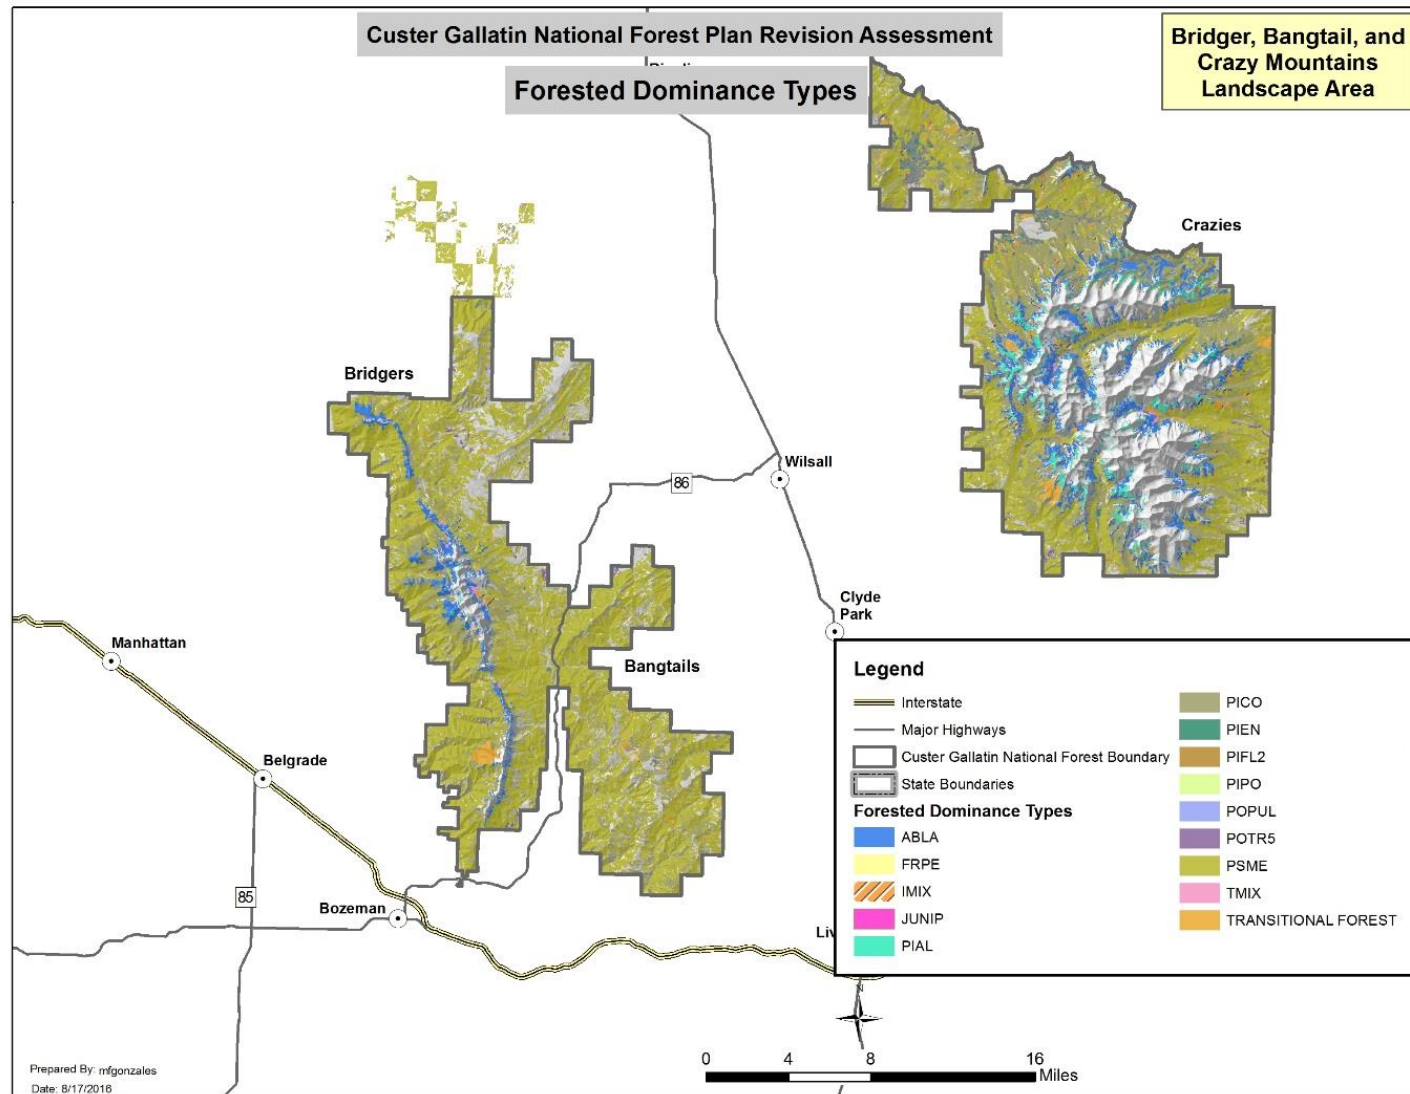 Custer Gallatin National Forest Plan Revision Assessment
Forested Dominance Types
Bridger, Bangtail, and
Crazy Mountains
Landscape Area
Crazies
Bridgers
Wilsall
86
Clyde
Park
Manhattan
Bangtails
Belgrade
85
Bozeman
Liv
Legend
Interstate
Major Highways
Custer Gallatin National Forest Boundary
State Boundaries
Forested Dominance Types
ABLA
FRPE
IMIX
JUNIP
PIAL
PICO
PIEN
PIFL2
PIPO
POPUL
POTR5
PSME
TMIX
TRANSITIONAL FOREST
N
0 4 8 16
Miles
Prepared By: mfgonzales
Date: 8/17/2016